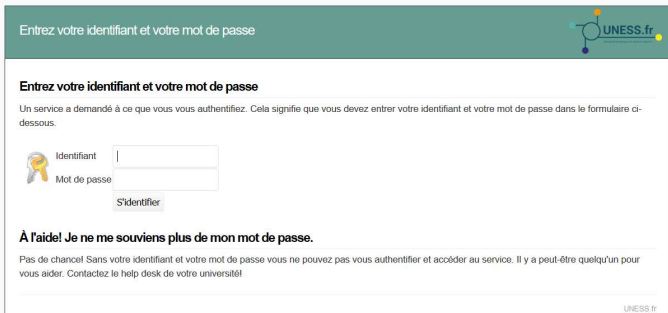 Entrez votre identifiant et votre mot de passe
UNESS.fr
Entrez votre identifiant et votre mot de passe
Un service a demandé à ce que vous vous authentifiez. Cela signifie que vous devez entrer votre identifiant et votre mot de passe dans le formulaire ci-
dessous.
Identifiant
Mot de passe
S'identifier
À l'aide! Je ne me souviens plus de mon mot de passe.
Pas de chance! Sans votre identifiant et votre mot de passe vous ne pouvez pas vous authentifier et accéder au service. Il y a peut-être quelqu'un pour
vous aider. Contactez le help desk de votre université!
UNESS.fr